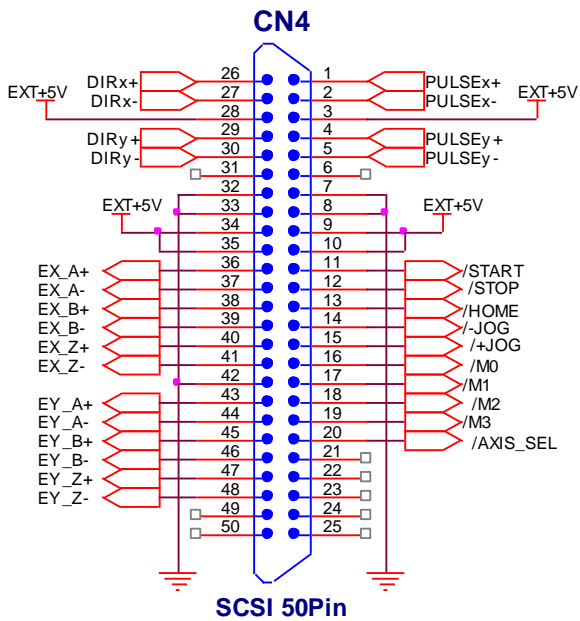 CN4
DIRx+ 26 1 PULSEx+
EXT+5V DIRx- 27 2 PULSEx- EXT+5V
28 3
DIRy+ 29 4 PULSEy+
DIRy- 30 5 PULSEy-
31 6
32 7
EXT+5V 33 8 EXT+5V
34 9
35 10
EX_A+ 36 11 /START
EX_A- 37 12 /STOP
EX_B+ 38 13 /HOME
EX_B- 39 14 /-JOG
EX_Z+ 40 15 /+JOG
EX_Z- 41 16 /M0
42 17 /M1
EY_A+ 43 18 /M2
EY_A- 44 19 /M3
EY_B+ 45 20 /AXIS_SEL
EY_B- 46 21
EY_Z+ 47 22
EY_Z- 48 23
49 24
50 25
SCSI 50Pin